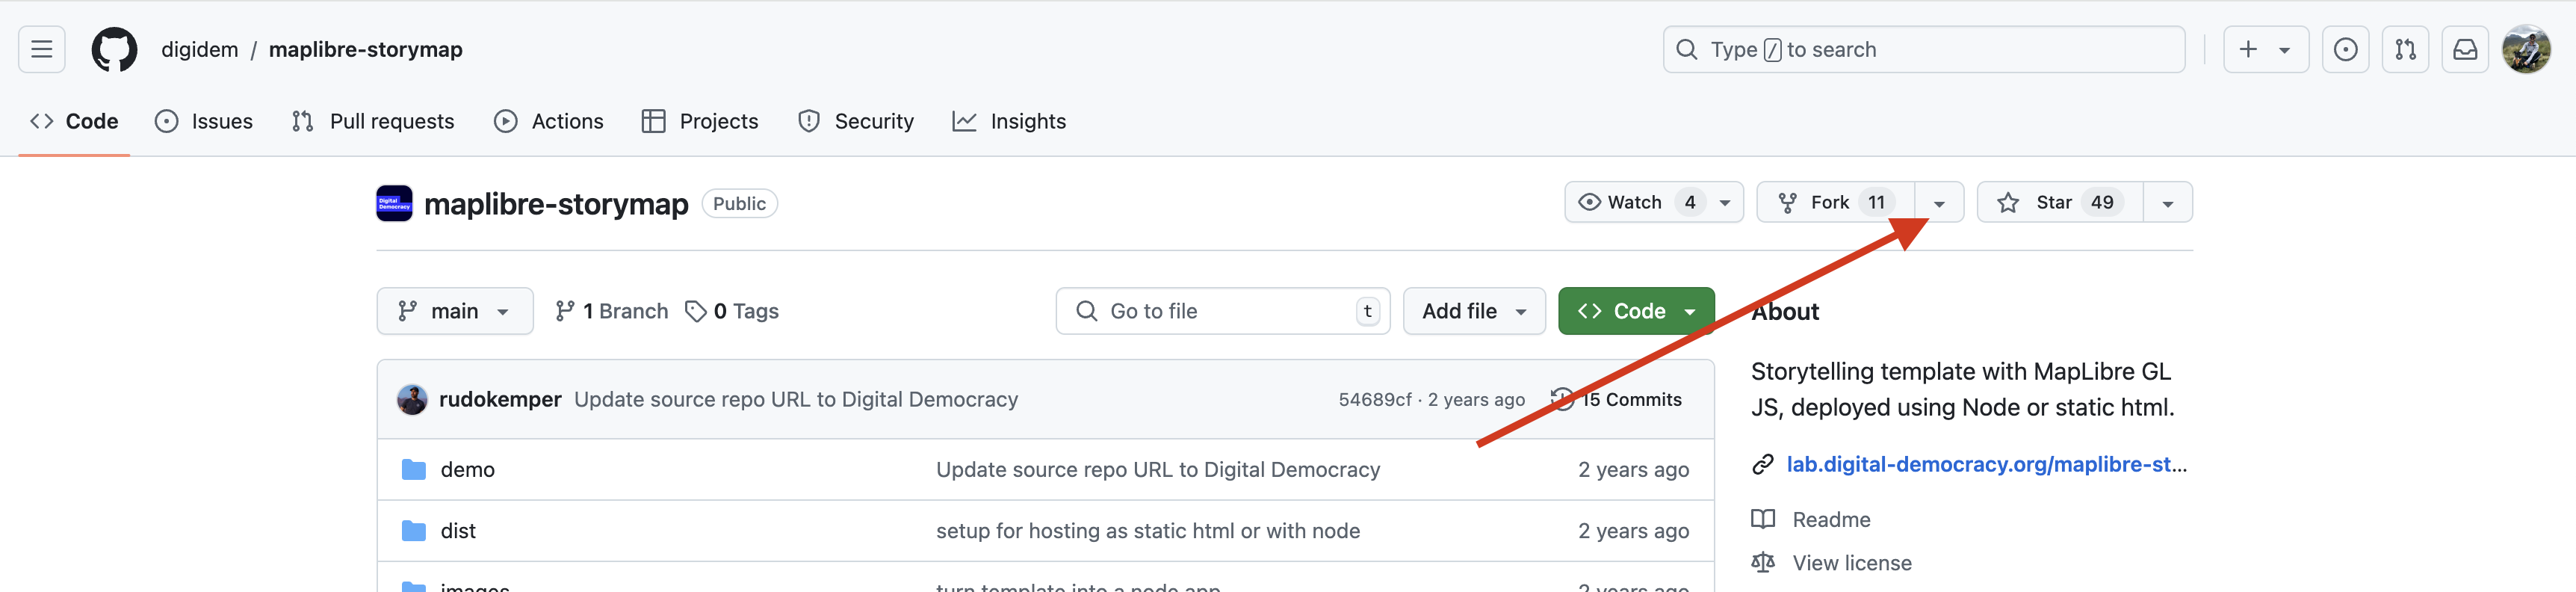 digidem / maplibre-storymap
Type / to search
Code Issues Pull requests Actions Projects Security Insights
Digital Democracy
maplibre-storymap Public
Watch 4 Fork 11 Star 49
main 1 Branch 0 Tags
Go to file t Add file Code
About
rudokemper Update source repo URL to Digital Democracy 54689cf · 2 years ago 15 Commits
Storytelling template with MapLibre GL
JS, deployed using Node or static html.
lab.digital-democracy.org/maplibre-st...
Readme
View license
demo Update source repo URL to Digital Democracy 2 years ago
dist setup for hosting as static html or with node 2 years ago
images turn template into a node app 2 years ago